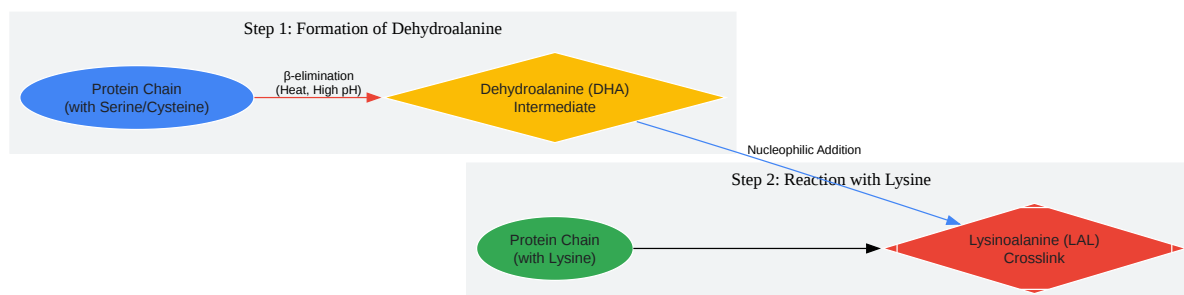 Step 1: Formation of Dehydroalanine
Protein Chain
(with Serine/Cysteine)
β-elimination
(Heat, High pH)
Dehydroalanine (DHA)
Intermediate
Nucleophilic Addition
Step 2: Reaction with Lysine
Protein Chain
(with Lysine)
Lysinoalanine (LAL)
Crosslink